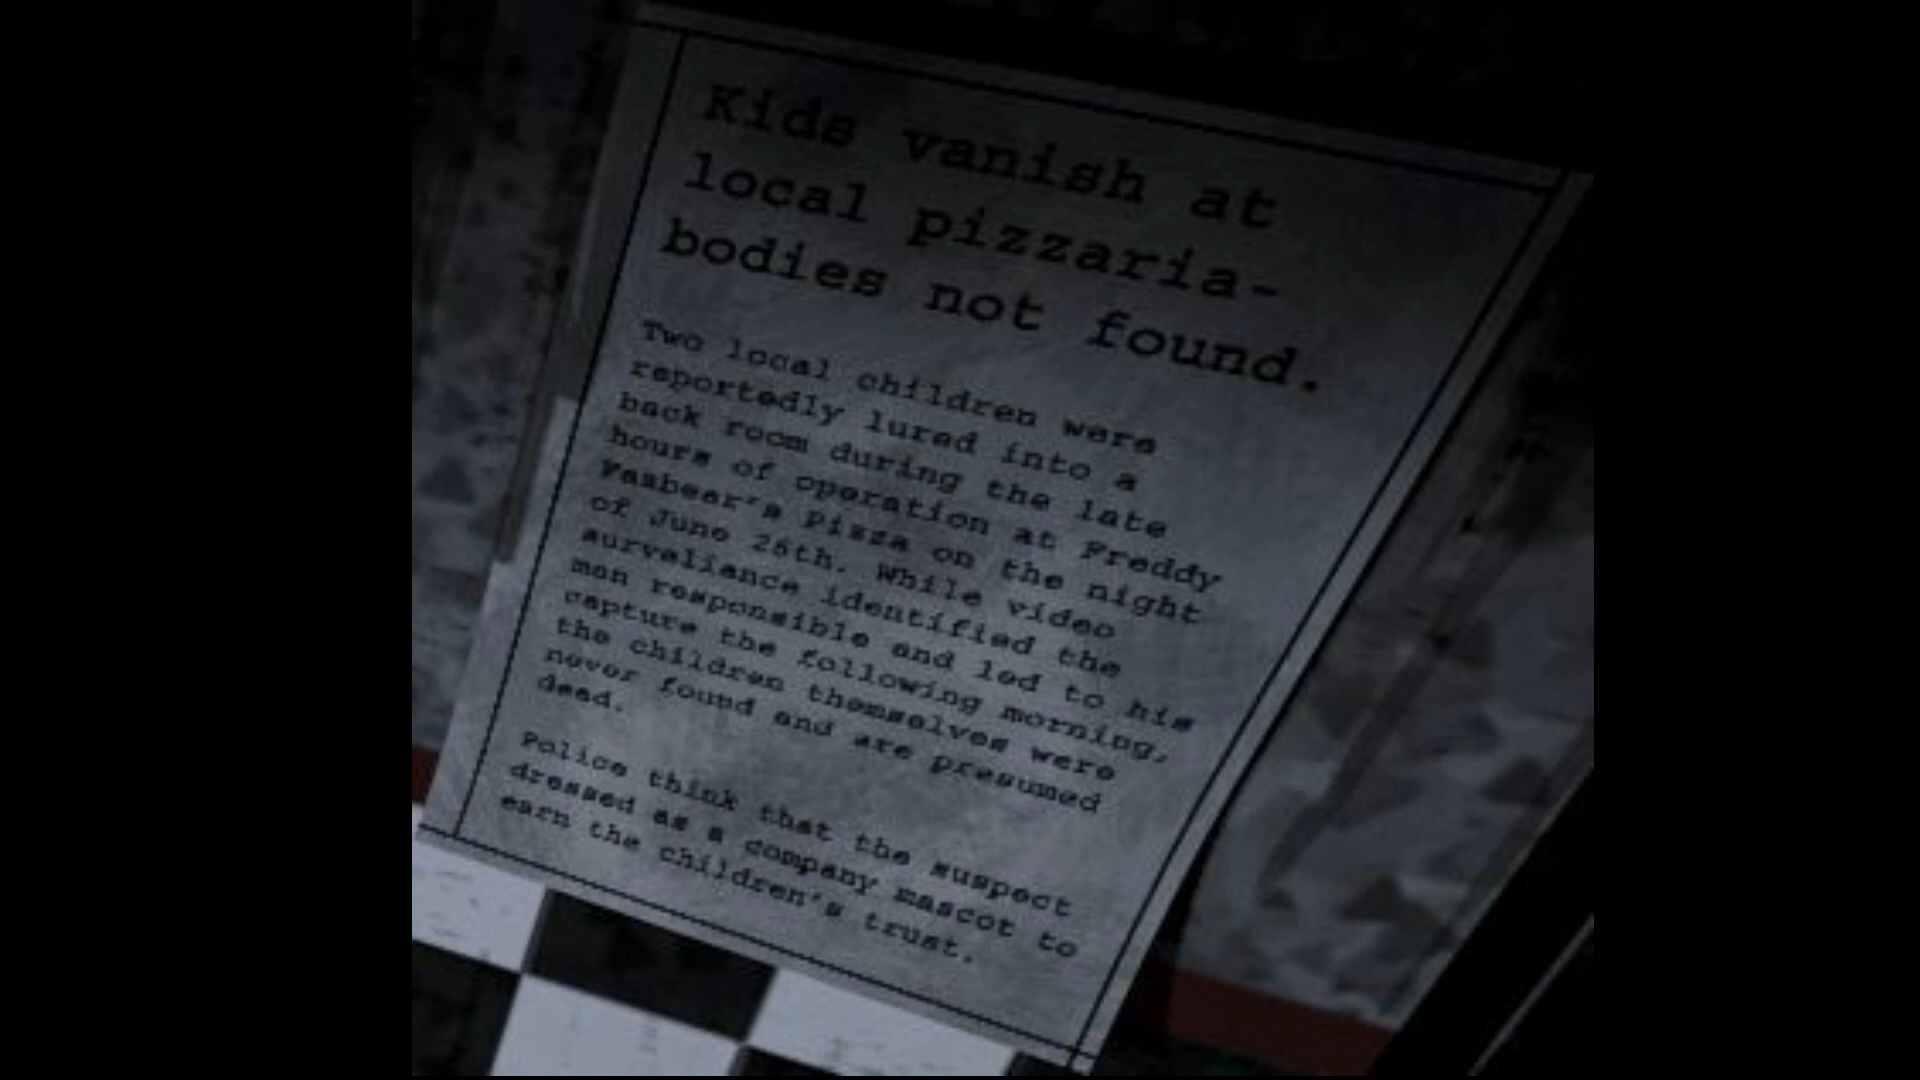 Kids vanish at
local pizzaria-
bodies not found.
Two local children were
reportedly lured into a
back room during the late
hours of operation at Freddy
Fazbear's Pizza on the night
of June 26th. While video
surveliance identified the
man responsible and led to his
capture the following morning,
the children themselves were
never found and are presumed
dead.
Police think that the suspect
dressed as a company mascot to
earn the children's trust.